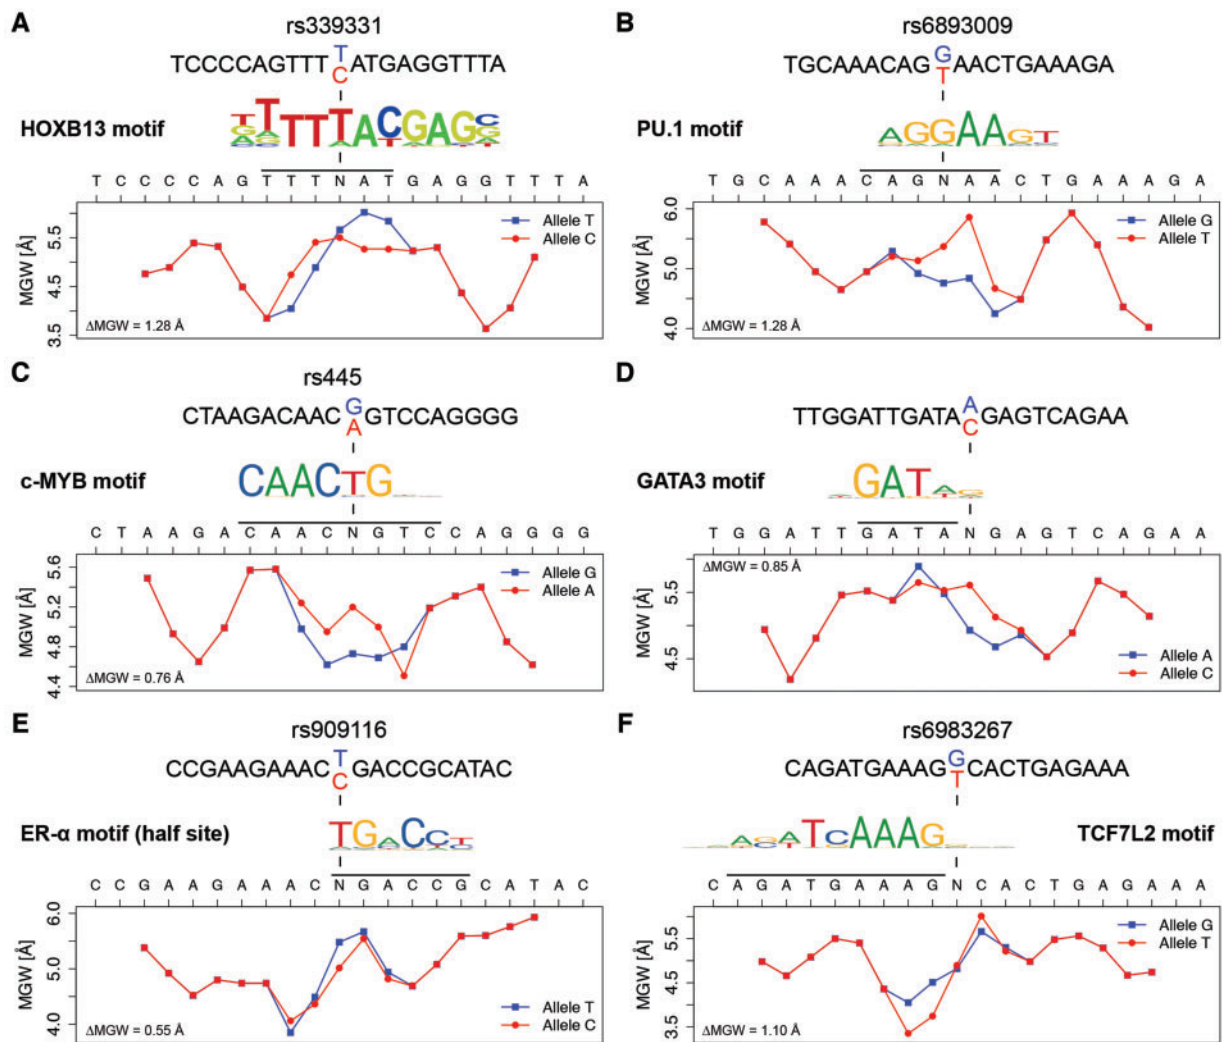 A
rs339331
T
TCCCCAGTTT ATGAGGTTTA
C
HOXB13 motif
T C C C C A G T T T N A T G A G G T T T A
MGW [Å]
5.5
4.5
3.5
Allele T
Allele C
ΔMGW = 1.28 Å
B
rs6893009
G
TGCAAACAG AACTGAAAGA
T
PU.1 motif
AGGAAGT
T G C A A A C A G N A A C T G A A A G A
MGW [Å]
6.0
5.0
4.0
Allele G
Allele T
ΔMGW = 1.28 Å
C
rs445
G
CTAAGACAAC GTCCAGGGG
A
c-MYB motif
CAACTG
C T A A G A C A A C N G T C C A G G G G
MGW [Å]
5.6
5.2
4.8
4.4
Allele G
Allele A
ΔMGW = 0.76 Å
D
A
TTGGATTGATA GAGTCAGAA
C
GATA3 motif
GAT
T G G A T T G A T A N G A G T C A G A A
MGW [Å]
5.5
4.5
ΔMGW = 0.85 Å
Allele A
Allele C
E
rs909116
T
CCGAAGAAAC GACCGCATAC
C
ER-α motif (half site)
TGACC
C C G A A G A A A C N G A C C G C A T A C
MGW [Å]
6.0
5.0
4.0
Allele T
Allele C
ΔMGW = 0.55 Å
F
rs6983267
G
CAGATGAAAG CACTGAGAAA
T
TCF7L2 motif
C A G A T G A A A G N C A C T G A G A A A
MGW [Å]
5.5
4.5
3.5
Allele G
Allele T
ΔMGW = 1.10 Å